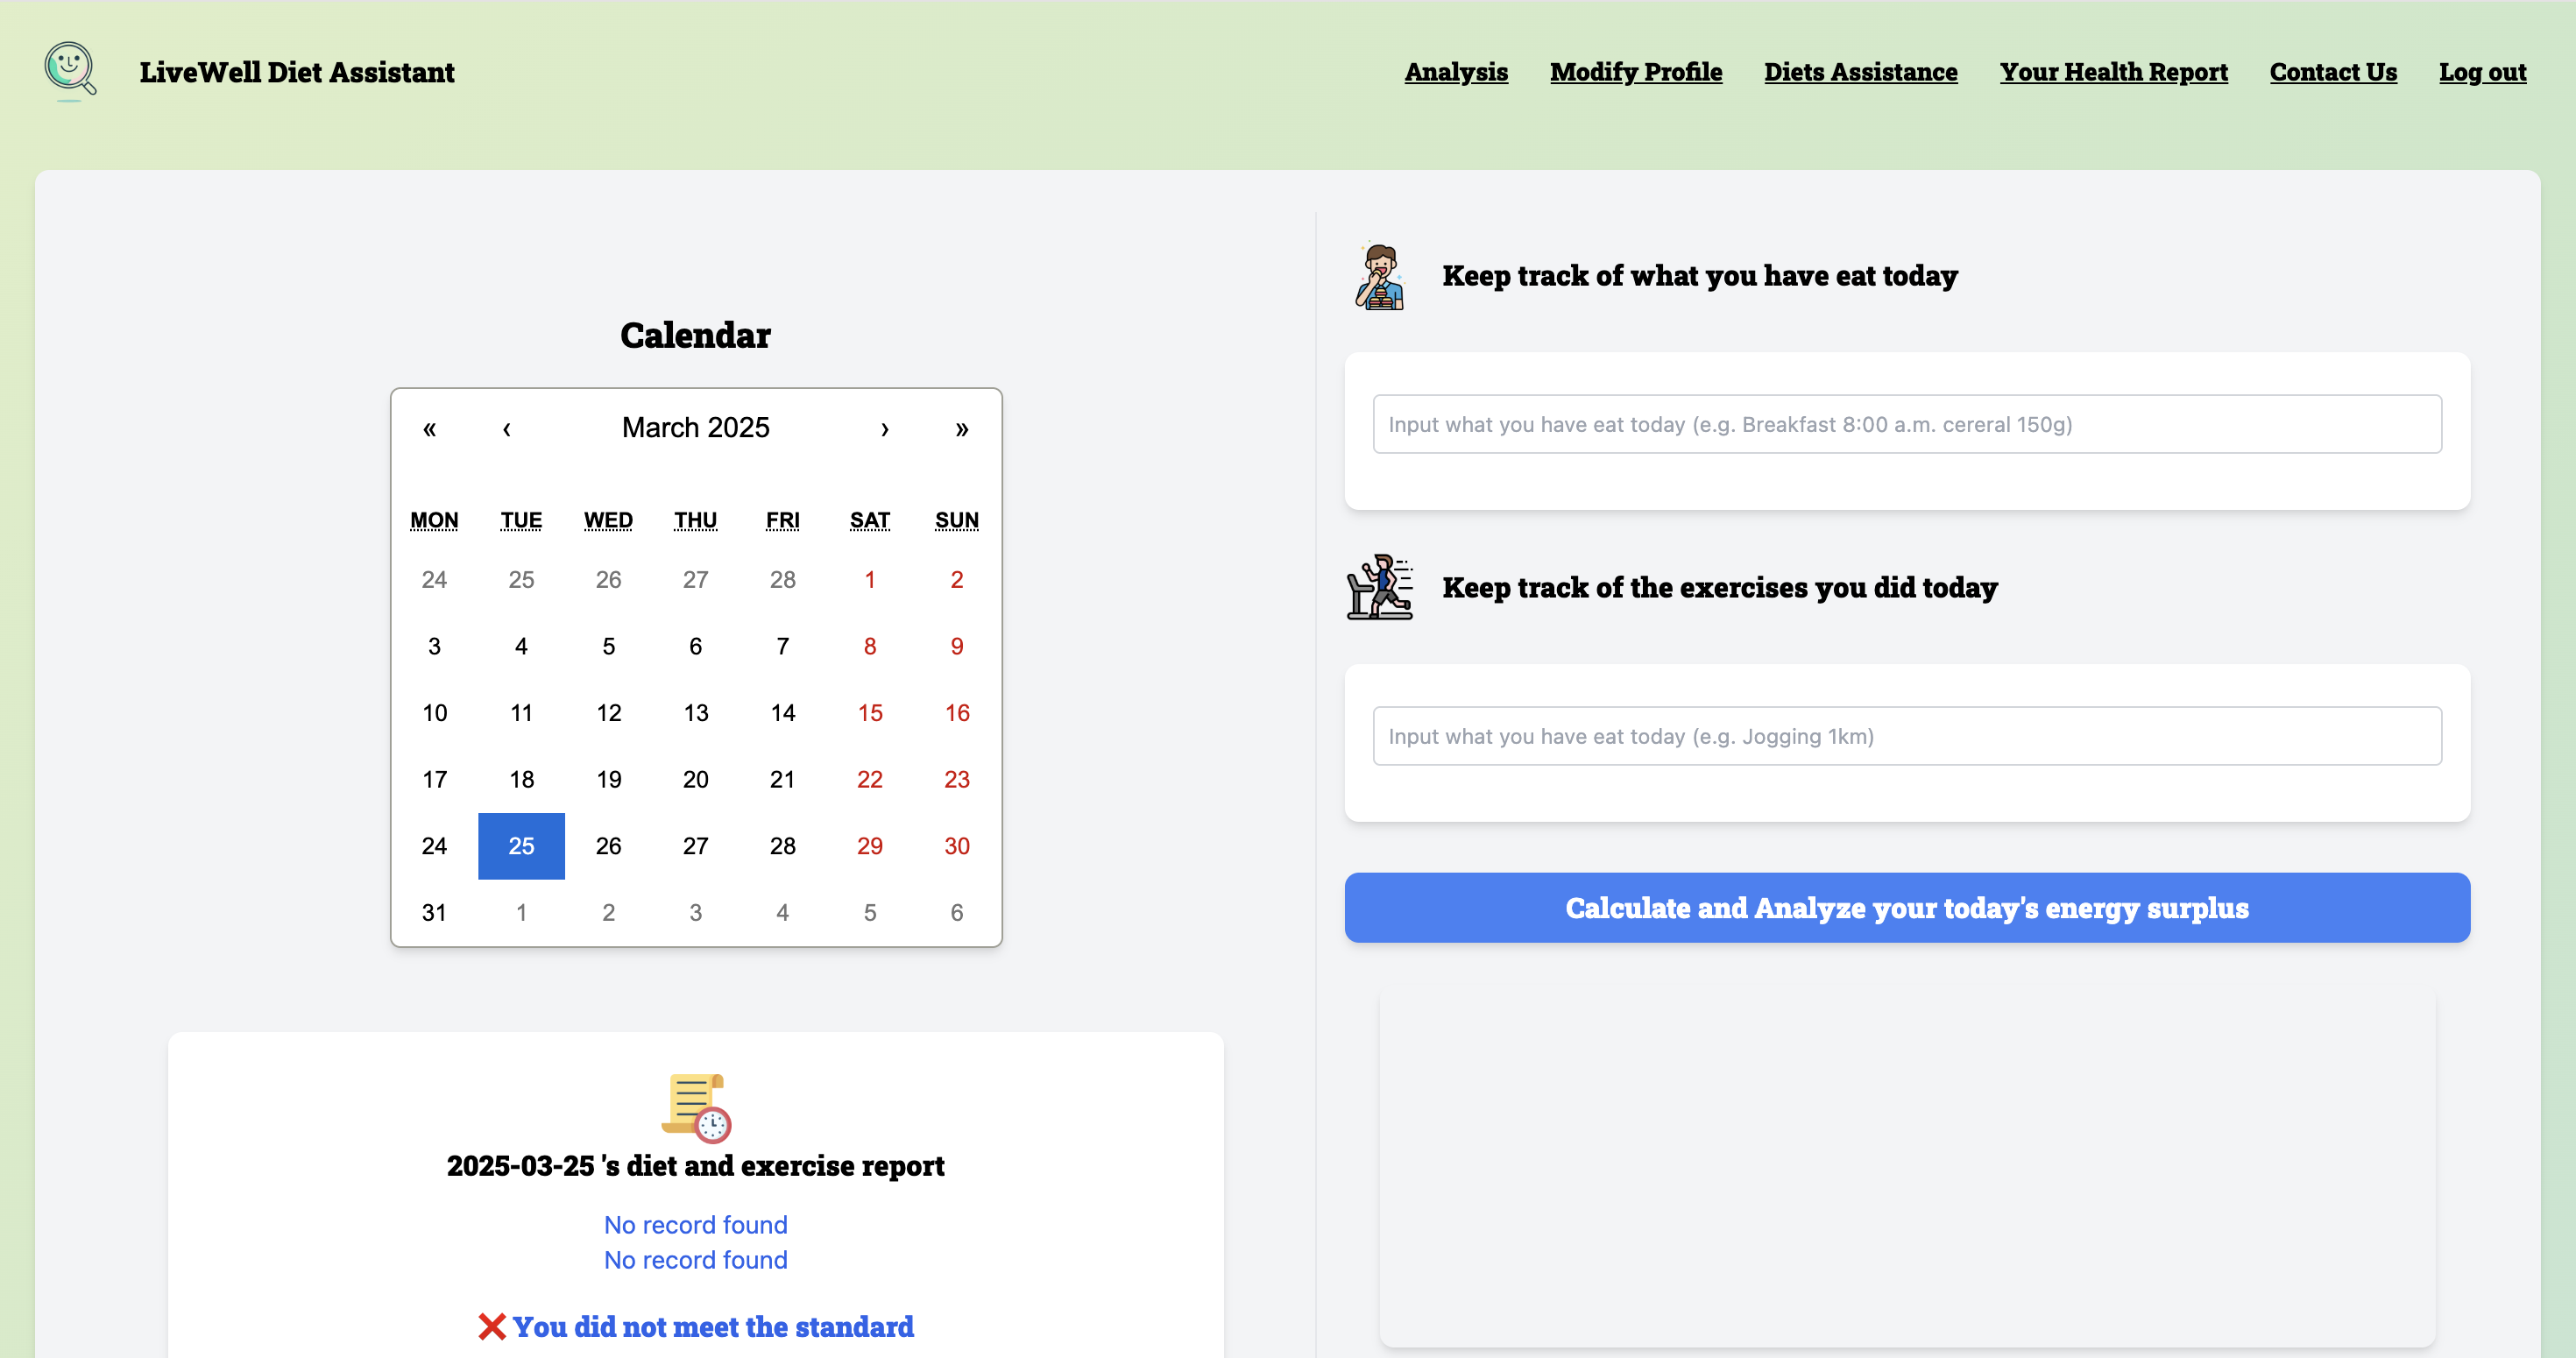 LiveWell Diet Assistant
Analysis Modify Profile Diets Assistance Your Health Report Contact Us Log out
Calendar
« ‹ March 2025 › »
MON TUE WED THU FRI SAT SUN
24 25 26 27 28 1 2
3 4 5 6 7 8 9
10 11 12 13 14 15 16
17 18 19 20 21 22 23
24 25 26 27 28 29 30
31 1 2 3 4 5 6
2025-03-25 's diet and exercise report
No record found
No record found
❌ You did not meet the standard
Keep track of what you have eat today
Input what you have eat today (e.g. Breakfast 8:00 a.m. cereral 150g)
Keep track of the exercises you did today
Input what you have eat today (e.g. Jogging 1km)
Calculate and Analyze your today's energy surplus